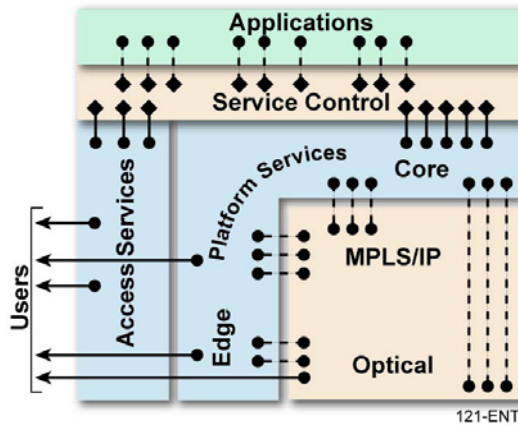 Applications
Service Control
Platform Services
Core
Access Services
MPLS/IP
Users
Edge
Optical
121-ENT